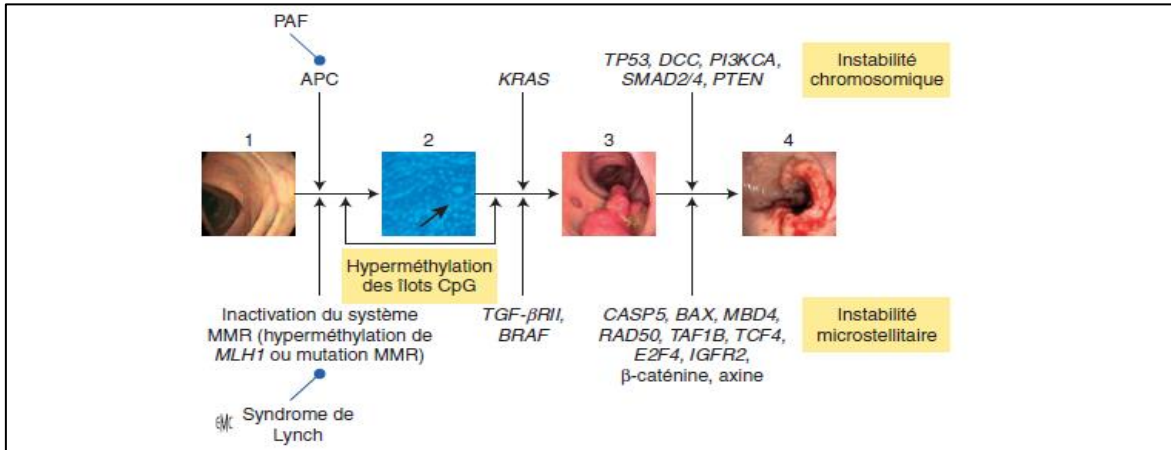 PAF
APC
KRAS
TP53, DCC, PI3KCA,
SMAD2/4, PTEN
Instabilité
chromosomique
1
2
3
4
Hyperméthylation
des îlots CpG
Inactivation du système
MMR (hyperméthylation de
MLH1 ou mutation MMR)
TGF-βRII,
BRAF
CASP5, BAX, MBD4,
RAD50, TAF1B, TCF4,
E2F4, IGFR2,
β-caténine, axine
Instabilité
microstellitaire
EMC
Syndrome de
Lynch